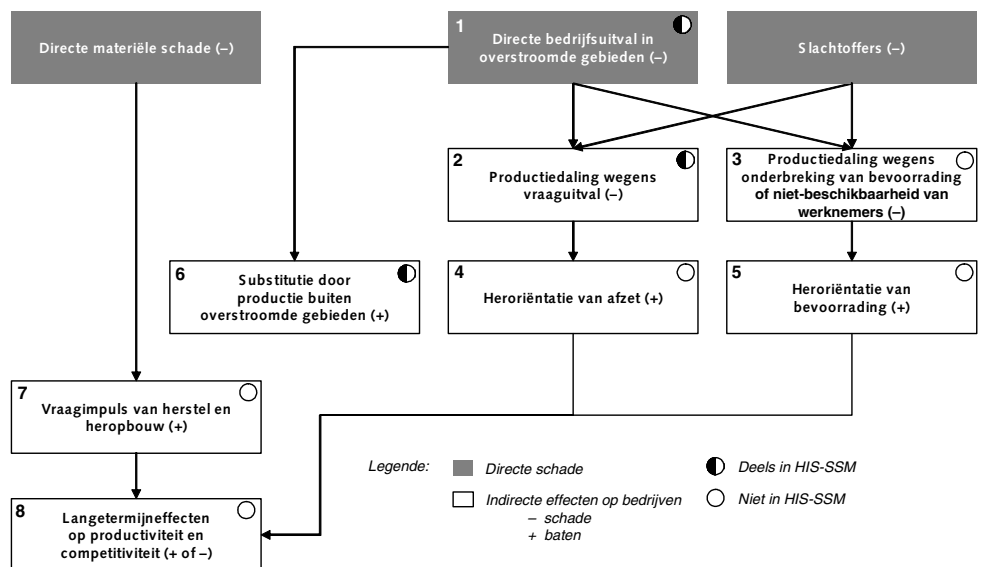 Directe materiële schade (–)
1
Directe bedrijfsuitval in
overstroomde gebieden (–)
Slachtoffers (–)
2
Productiedaling wegens
vraaguitval (–)
3
Productiedaling wegens
onderbreking van bevoorrading
of niet-beschikbaarheid van
werknemers (–)
6
Substitutie door
productie buiten
overstroomde gebieden (+)
4
Heroriëntatie van afzet (+)
5
Heroriëntatie van
bevoorrading (+)
7
Vraagimpuls van herstel en
heropbouw (+)
8
Langetermijneffecten
op productiviteit en
competitiviteit (+ of –)
Legende:
Directe schade
Indirecte effecten op bedrijven
– schade
+ baten
Deels in HIS-SSM
Niet in HIS-SSM